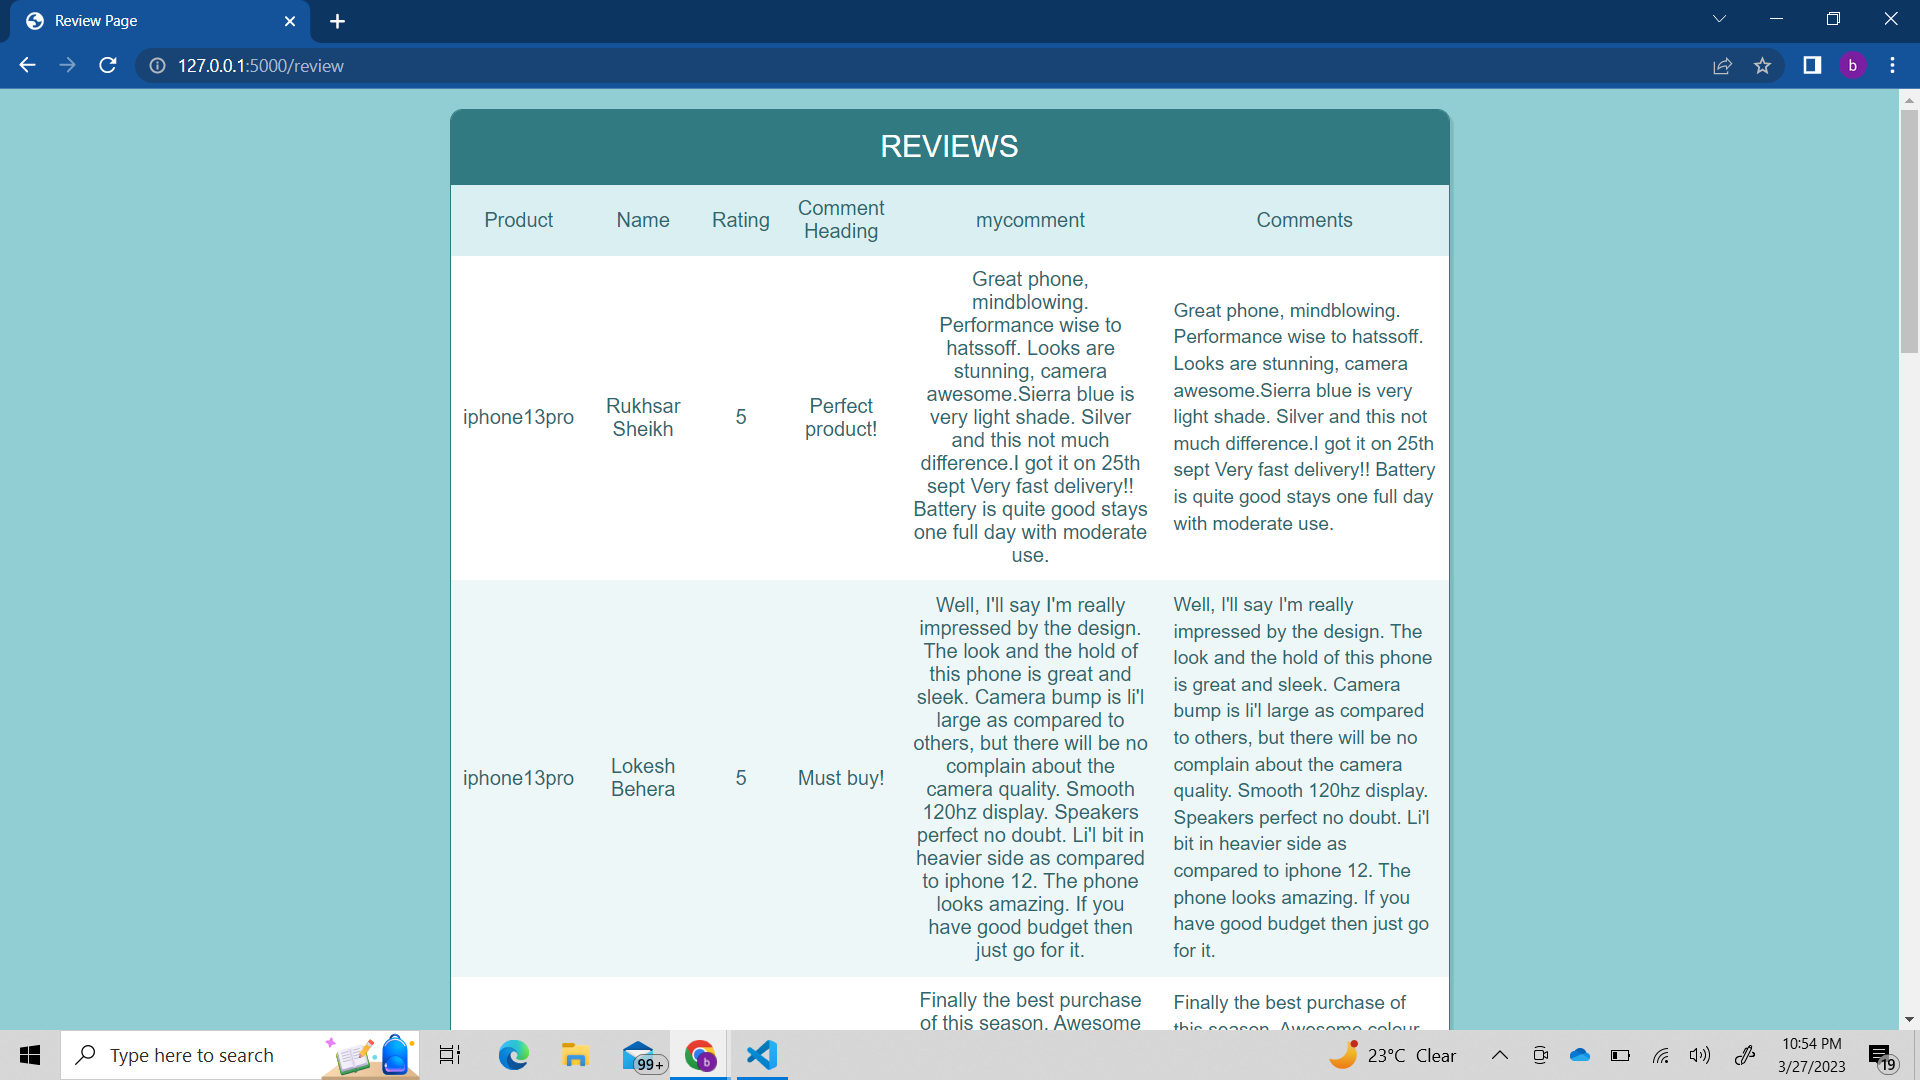 Review Page
127.0.0.1:5000/review
b
REVIEWS
Product
Name
Rating
Comment
Heading
mycomment
Comments
iphone13pro
Rukhsar
Sheikh
5
Perfect
product!
Great phone,
mindblowing.
Performance wise to
hatssoff. Looks are
stunning, camera
awesome.Sierra blue is
very light shade. Silver
and this not much
difference.I got it on 25th
sept Very fast delivery!!
Battery is quite good stays
one full day with moderate
use.
Great phone, mindblowing.
Performance wise to hatssoff.
Looks are stunning, camera
awesome.Sierra blue is very
light shade. Silver and this not
much difference.I got it on 25th
sept Very fast delivery!! Battery
is quite good stays one full day
with moderate use.
iphone13pro
Lokesh
Behera
5
Must buy!
Well, I'll say I'm really
impressed by the design.
The look and the hold of
this phone is great and
sleek. Camera bump is li'l
large as compared to
others, but there will be no
complain about the
camera quality. Smooth
120hz display. Speakers
perfect no doubt. Li'l bit in
heavier side as compared
to iphone 12. The phone
looks amazing. If you
have good budget then
just go for it.
Well, I'll say I'm really
impressed by the design. The
look and the hold of this phone
is great and sleek. Camera
bump is li'l large as compared
to others, but there will be no
complain about the camera
quality. Smooth 120hz display.
Speakers perfect no doubt. Li'l
bit in heavier side as
compared to iphone 12. The
phone looks amazing. If you
have good budget then just go
for it.
Finally the best purchase
of this season. Awesome
Finally the best purchase of
this season. Awesome colour
Type here to search
99+
b
23°C Clear
10:54 PM
3/27/2023
19